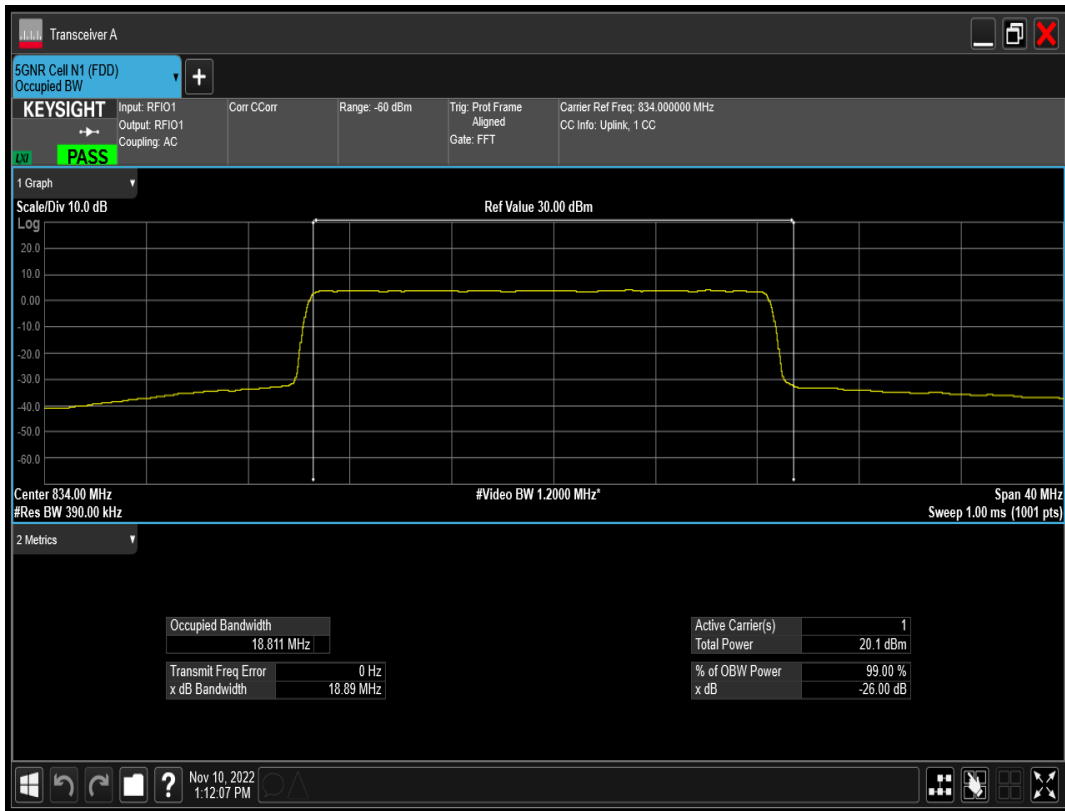 Transceiver A
5GNR Cell N1 (FDD)
Occupied BW
+
KEYSIGHT
LXI
PASS
Input: RFIO1
Output: RFIO1
Coupling: AC
Corr CCorr
Range: -60 dBm
Trig: Prot Frame
Aligned
Gate: FFT
Carrier Ref Freq: 834.000000 MHz
CC Info: Uplink, 1 CC
1 Graph
Scale/Div 10.0 dB
Ref Value 30.00 dBm
Log
20.0
10.0
0.00
-10.0
-20.0
-30.0
-40.0
-50.0
-60.0
Center 834.00 MHz
#Video BW 1.2000 MHz*
Span 40 MHz
#Res BW 390.00 kHz
Sweep 1.00 ms (1001 pts)
2 Metrics
Occupied Bandwidth
18.811 MHz
Transmit Freq Error 0 Hz
x dB Bandwidth 18.89 MHz
Active Carrier(s) 1
Total Power 20.1 dBm
% of OBW Power 99.00 %
x dB -26.00 dB
?
Nov 10, 2022
1:12:07 PM